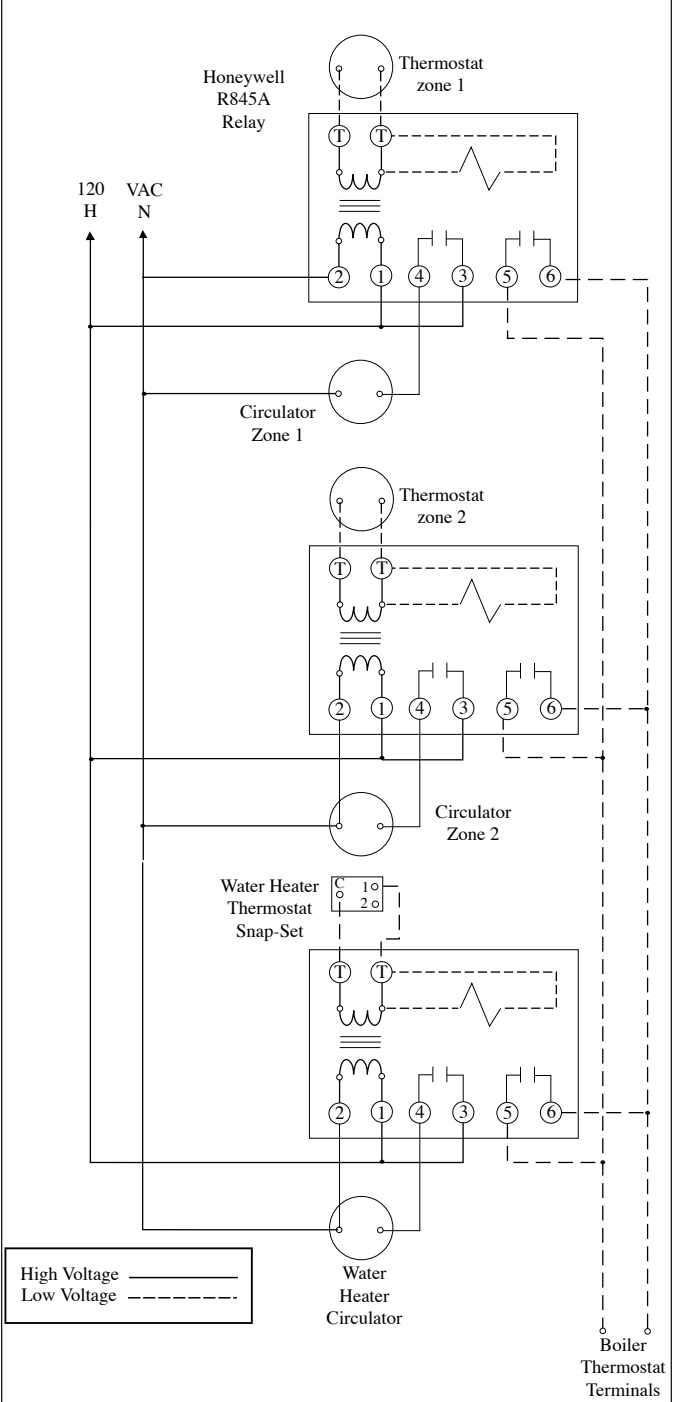 Thermostat
zone 1
Honeywell
R845A
Relay
T T
120 VAC
H N
2 1 4 3 5 6
Circulator
Zone 1
Thermostat
zone 2
T T
2 1 4 3 5 6
Circulator
Zone 2
Water Heater
Thermostat
Snap-Set
C 1
2
T T
2 1 4 3 5 6
High Voltage
Low Voltage
Water
Heater
Circulator
Boiler
Thermostat
Terminals